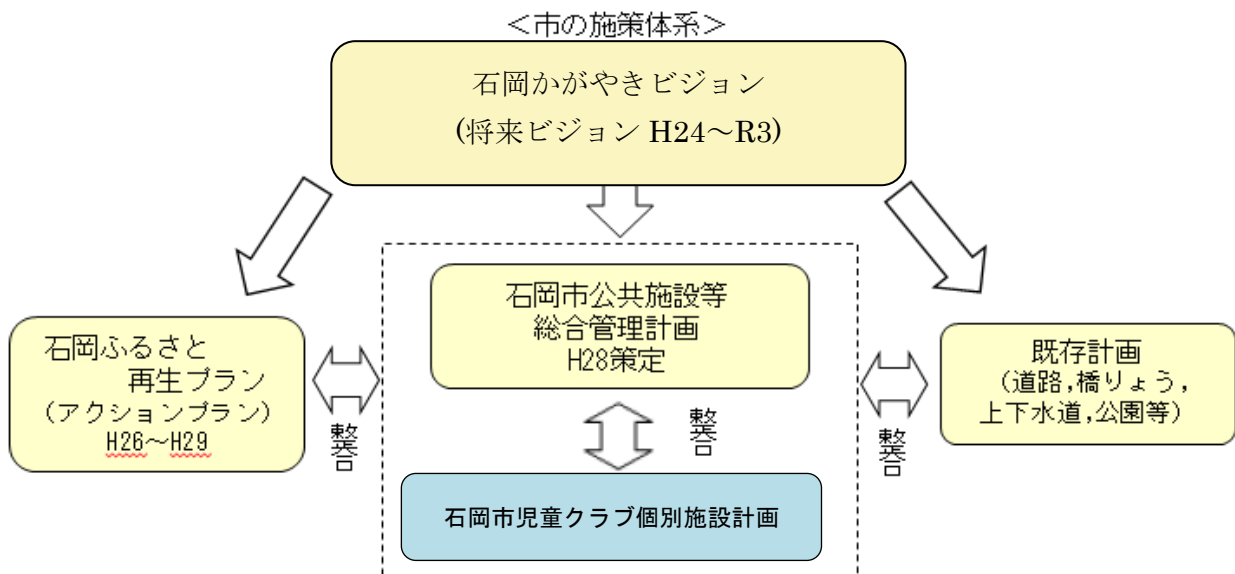 ＜市の施策体系＞
石岡かがやきビジョン
(将来ビジョン H24～R3)
石岡市公共施設等
総合管理計画
H28策定
石岡ふるさと
再生プラン
(アクションプラン)
H26～H29
整合
整合
整合
既存計画
(道路,橋りょう,
上下水道,公園等)
石岡市児童クラブ個別施設計画